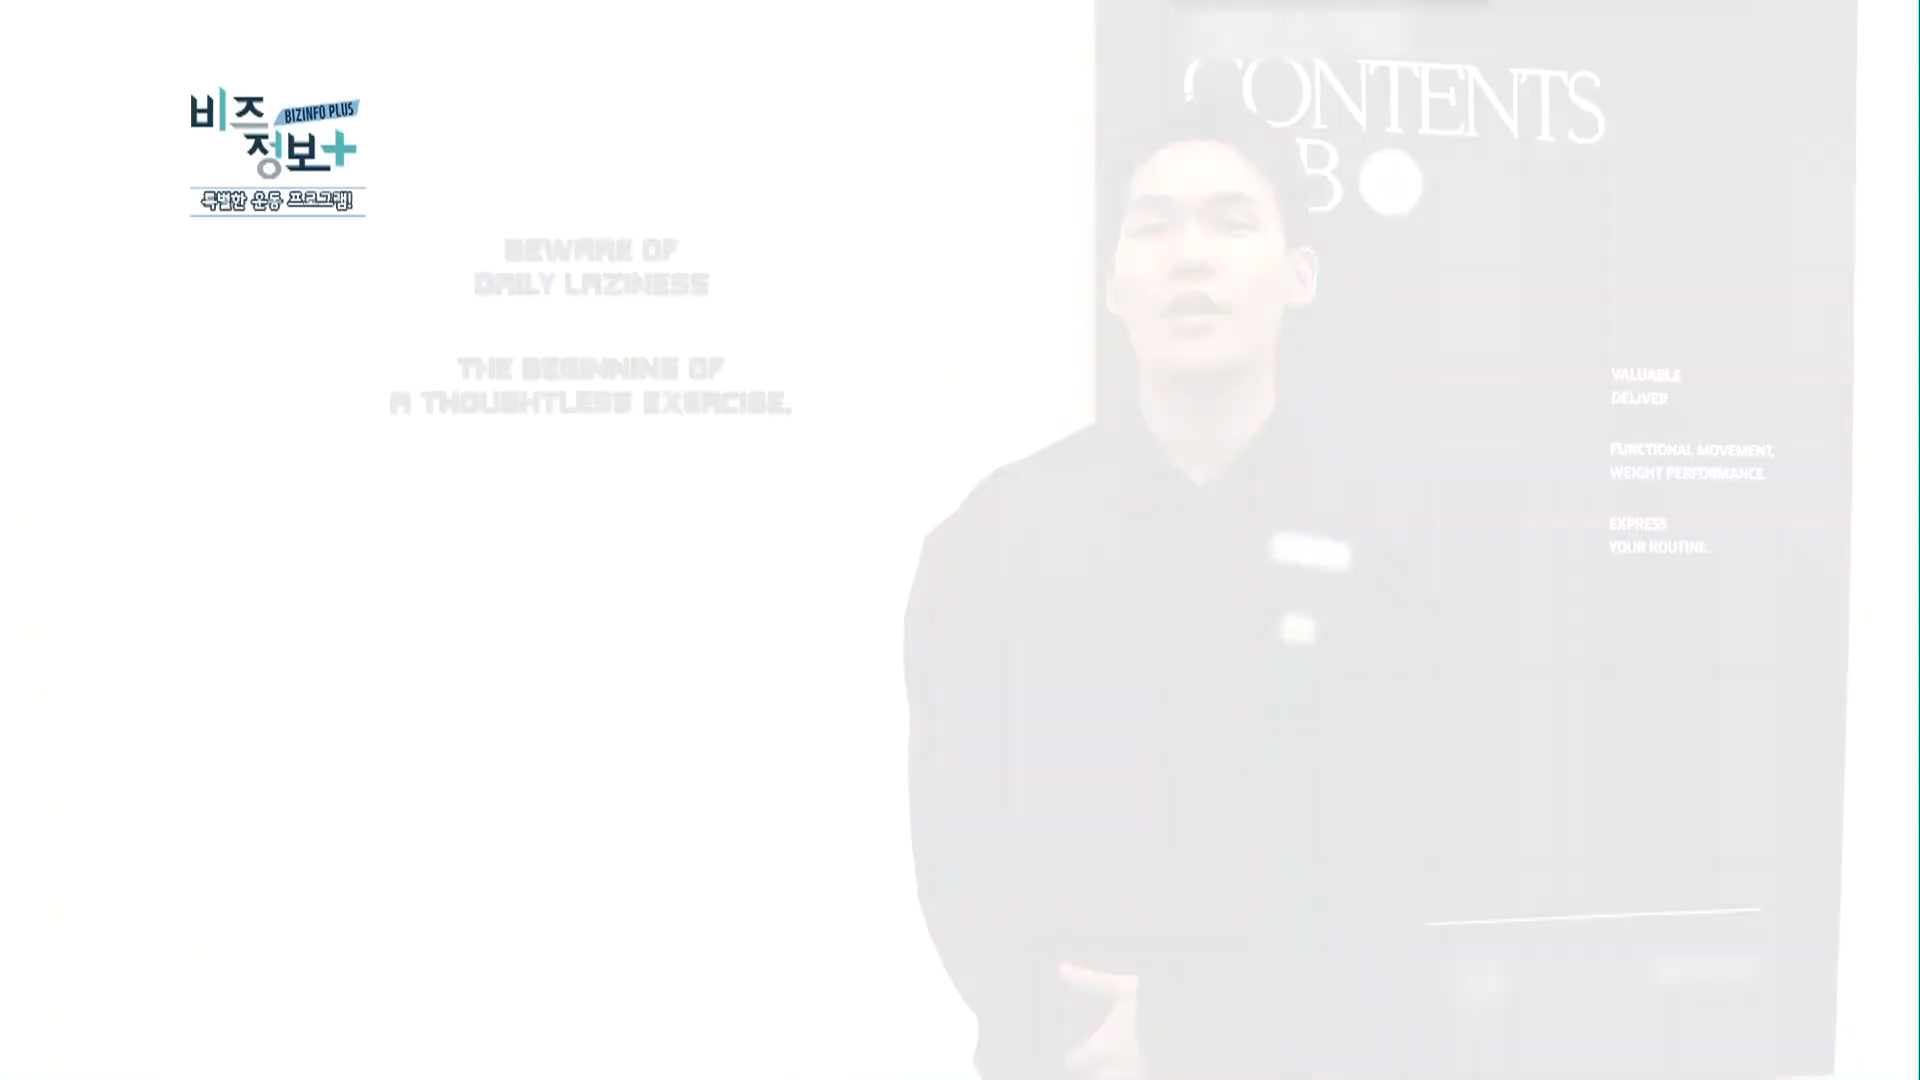 비즈
BIZINFO PLUS
정보+
특별한 운동 프로그램!
BEWARE OF
DAILY LAZINESS
THE BEGINNING OF
A THOUGHTLESS EXERCISE.
CONTENTS
B
VALUABLE
DELIVER
FUNCTIONAL MOVEMENT,
WEIGHT PERFORMANCE.
EXPRESS
YOUR ROUTINE.